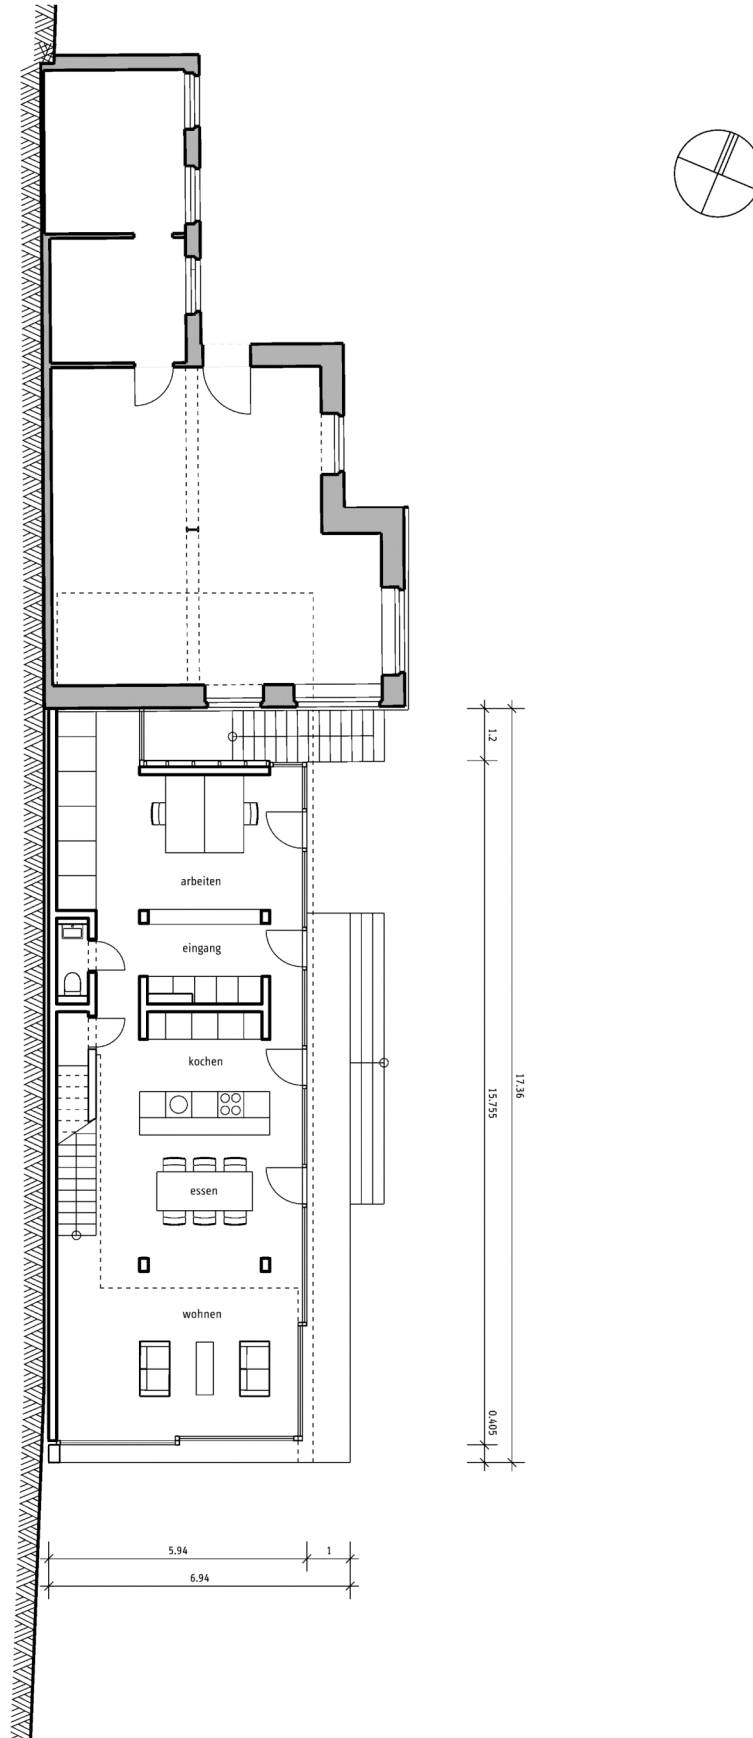 1.2
arbeiten
eingang
kochen
17.36
15.755
essen
wohnen
0.405
5.94
1
6.94